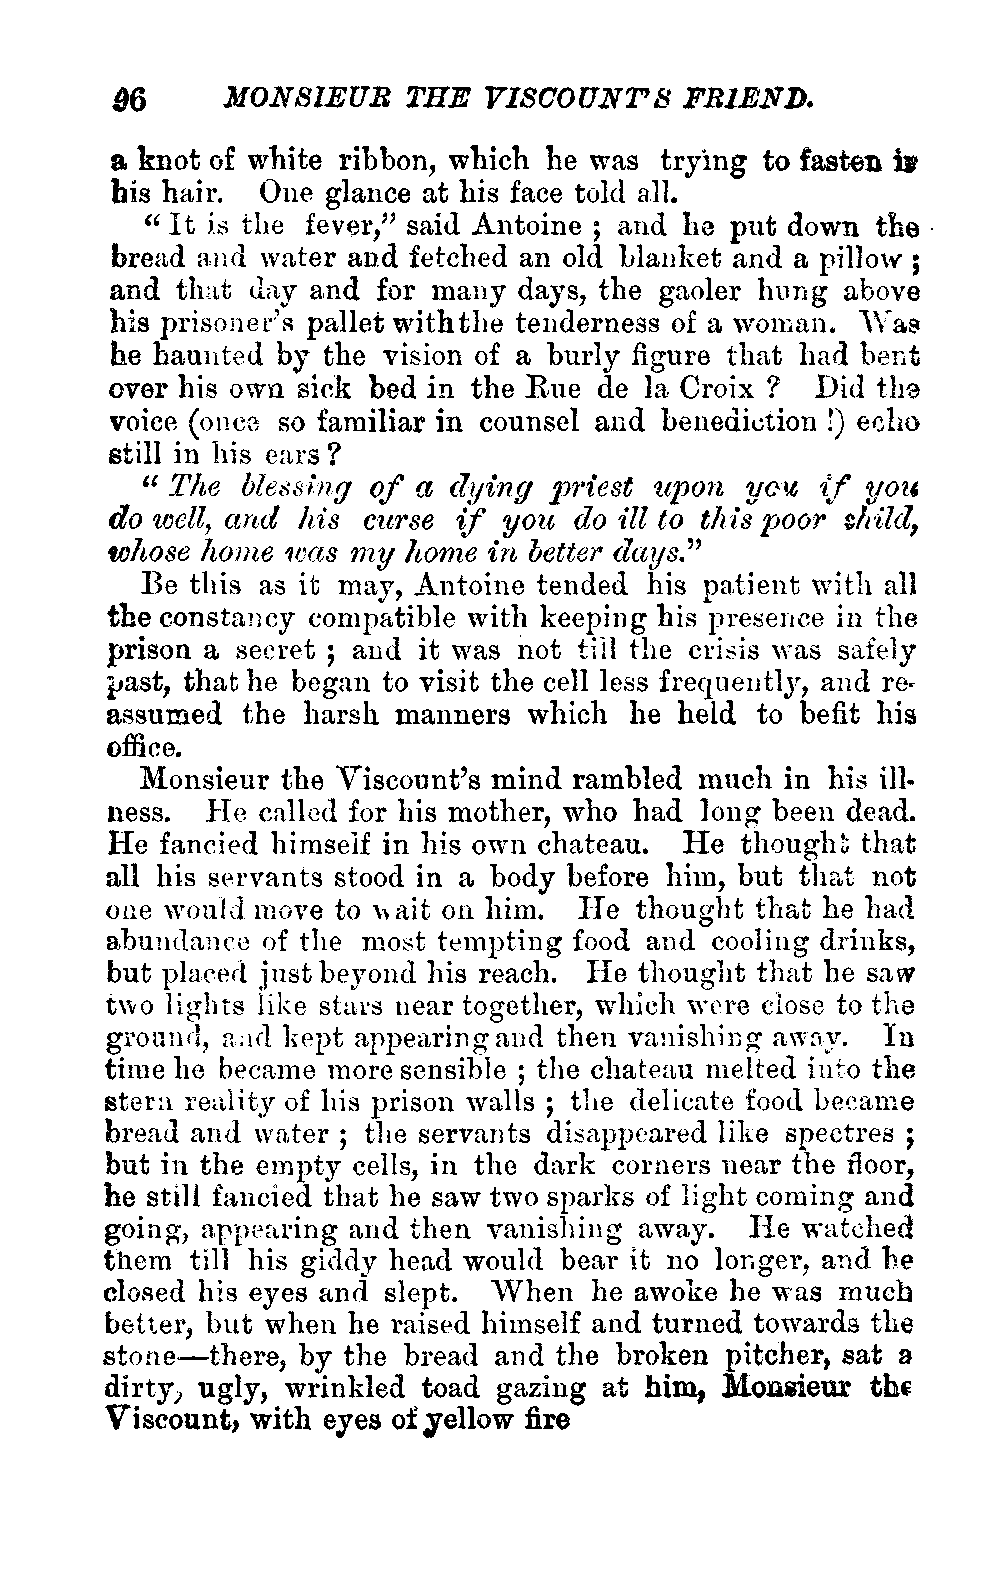 96 MONSIEUR THE VISCOUNT'S FRIEND.
a knot of white ribbon, which he was trying to fasten in
his hair. One glance at his face told all.
“ It is the fever,” said Antoine ; and he put down the
bread and water and fetched an old blanket and a pillow ;
and that day and for many days, the gaoler hung above
his prisoner's pallet withthe tenderness of a woman. Was
he haunted by the vision of a burly figure that had bent
over his own sick bed in the Rue de la Croix ? Did the
voice (once so familiar in counsel and benediction !) echo
still in his ears ?
“ The blessing of a dying priest upon you if you
do well, and his curse if you do ill to this poor child,
whose home was my home in better days.”
Be this as it may, Antoine tended his patient with all
the constancy compatible with keeping his presence in the
prison a secret ; and it was not till the crisis was safely
past, that he began to visit the cell less frequently, and re-
assumed the harsh manners which he held to befit his
office.
Monsieur the Viscount's mind rambled much in his ill-
ness. He called for his mother, who had long been dead.
He fancied himself in his own chateau. He thought that
all his servants stood in a body before him, but that not
one would move to wait on him. He thought that he had
abundance of the most tempting food and cooling drinks,
but placed just beyond his reach. He thought that he saw
two lights like stars near together, which were close to the
ground, and kept appearing and then vanishing away. In
time he became more sensible ; the chateau melted into the
stern reality of his prison walls ; the delicate food became
bread and water ; the servants disappeared like spectres ;
but in the empty cells, in the dark corners near the floor,
he still fancied that he saw two sparks of light coming and
going, appearing and then vanishing away. He watched
them till his giddy head would bear it no longer, and he
closed his eyes and slept. When he awoke he was much
better, but when he raised himself and turned towards the
stone—there, by the bread and the broken pitcher, sat a
dirty, ugly, wrinkled toad gazing at him, Monsieur the
Viscount, with eyes of yellow fire